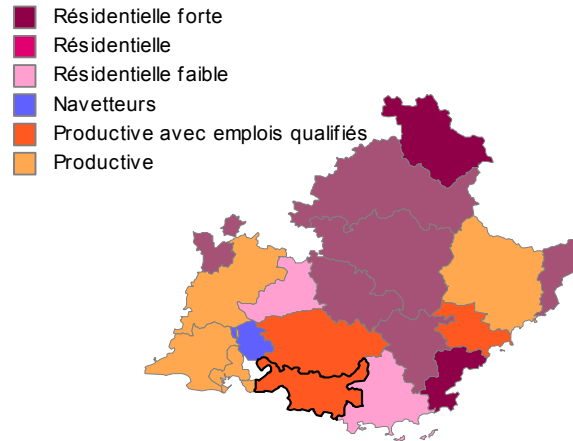 Résidentielle forte
Résidentielle
Résidentielle faible
Navetteurs
Productive avec emplois qualifiés
Productive